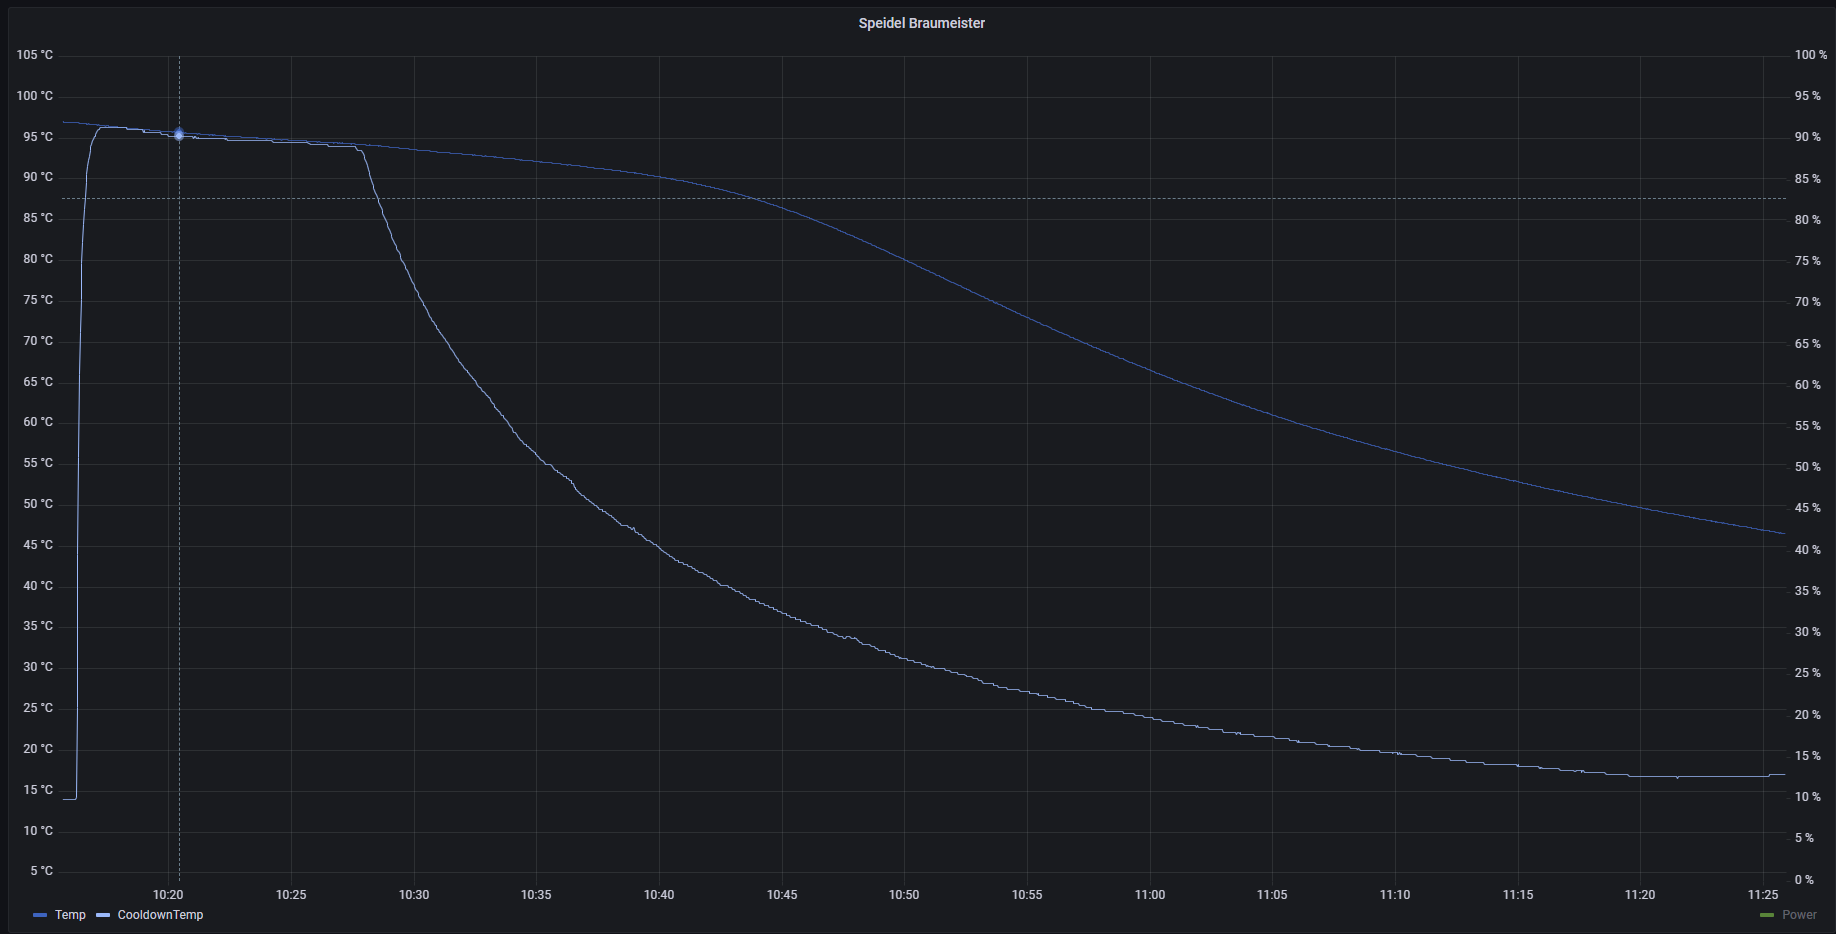 Speidel Braumeister
105 °C
100 °C
95 °C
90 °C
85 °C
80 °C
75 °C
70 °C
65 °C
60 °C
55 °C
50 °C
45 °C
40 °C
35 °C
30 °C
25 °C
20 °C
15 °C
10 °C
5 °C
100 %
95 %
90 %
85 %
80 %
75 %
70 %
65 %
60 %
55 %
50 %
45 %
40 %
35 %
30 %
25 %
20 %
15 %
10 %
5 %
0 %
10:20 10:25 10:30 10:35 10:40 10:45 10:50 10:55 11:00 11:05 11:10 11:15 11:20 11:25
Temp CooldownTemp Power